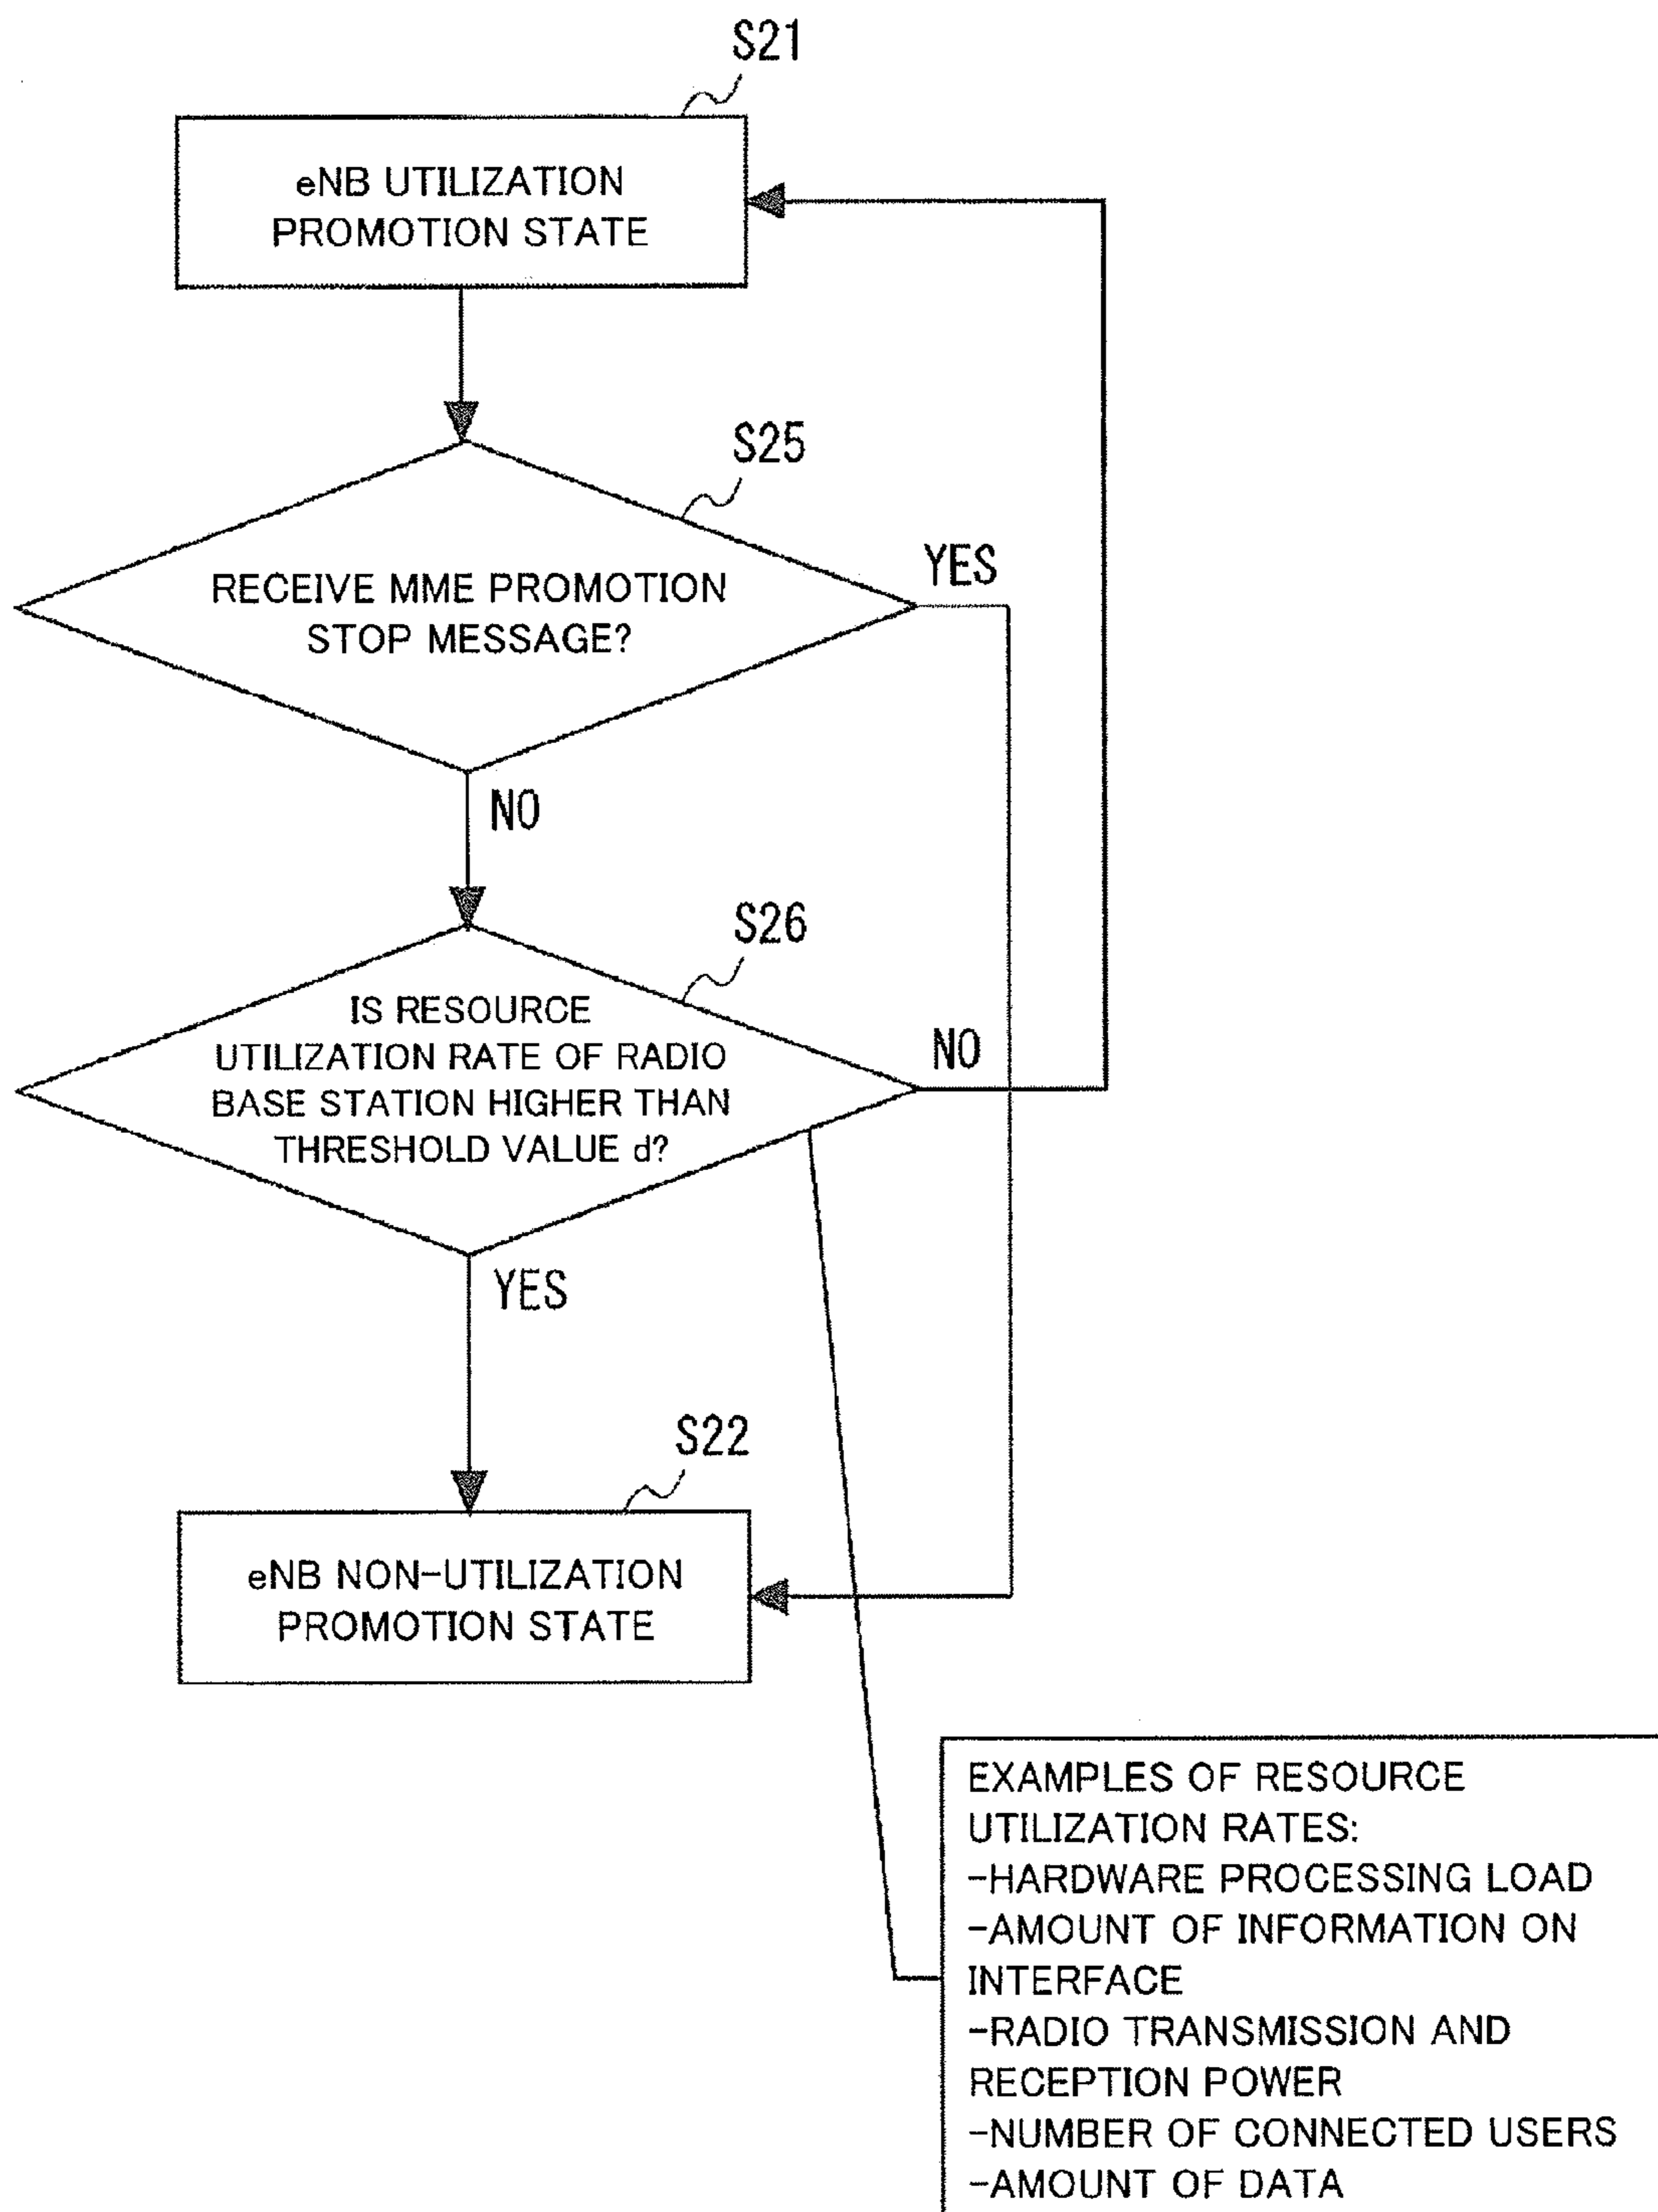 S21
eNB UTILIZATION
PROMOTION STATE
S25
RECEIVE MME PROMOTION
STOP MESSAGE?
YES
NO
S26
IS RESOURCE
UTILIZATION RATE OF RADIO
BASE STATION HIGHER THAN
THRESHOLD VALUE d?
NO
YES
S22
eNB NON-UTILIZATION
PROMOTION STATE
EXAMPLES OF RESOURCE
UTILIZATION RATES:
-HARDWARE PROCESSING LOAD
-AMOUNT OF INFORMATION ON
INTERFACE
-RADIO TRANSMISSION AND
RECEPTION POWER
-NUMBER OF CONNECTED USERS
-AMOUNT OF DATA